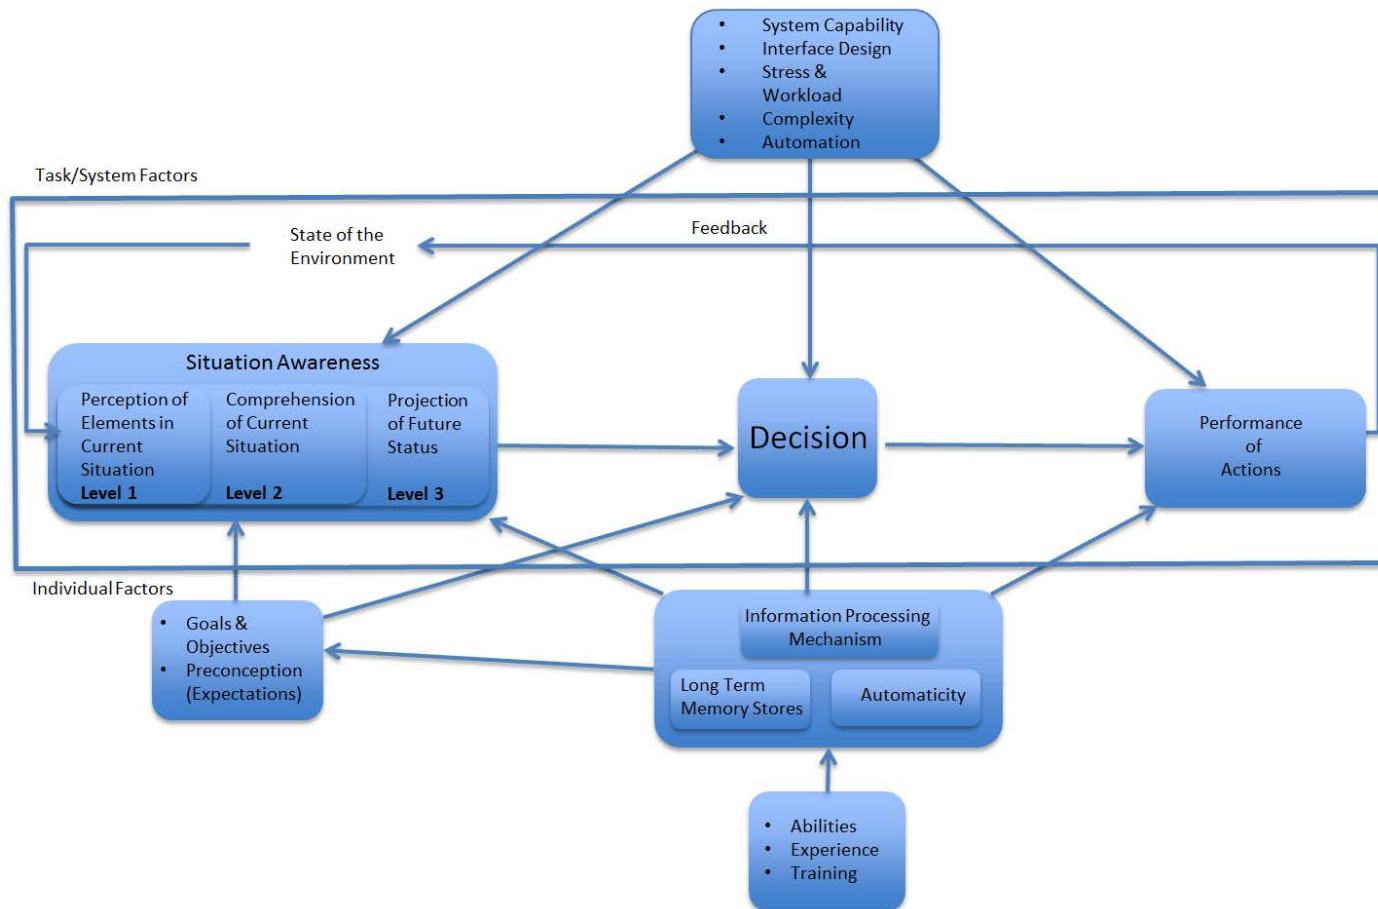 • System Capability
• Interface Design
• Stress &
Workload
• Complexity
• Automation
Task/System Factors
State of the
Environment
Feedback
Situation Awareness
Perception of
Elements in
Current
Situation
Level 1
Comprehension
of Current
Situation
Level 2
Projection
of Future
Status
Level 3
Decision
Performance
of
Actions
Individual Factors
• Goals &
Objectives
• Preconception
(Expectations)
Information Processing
Mechanism
Long Term
Memory Stores
Automaticity
• Abilities
• Experience
• Training